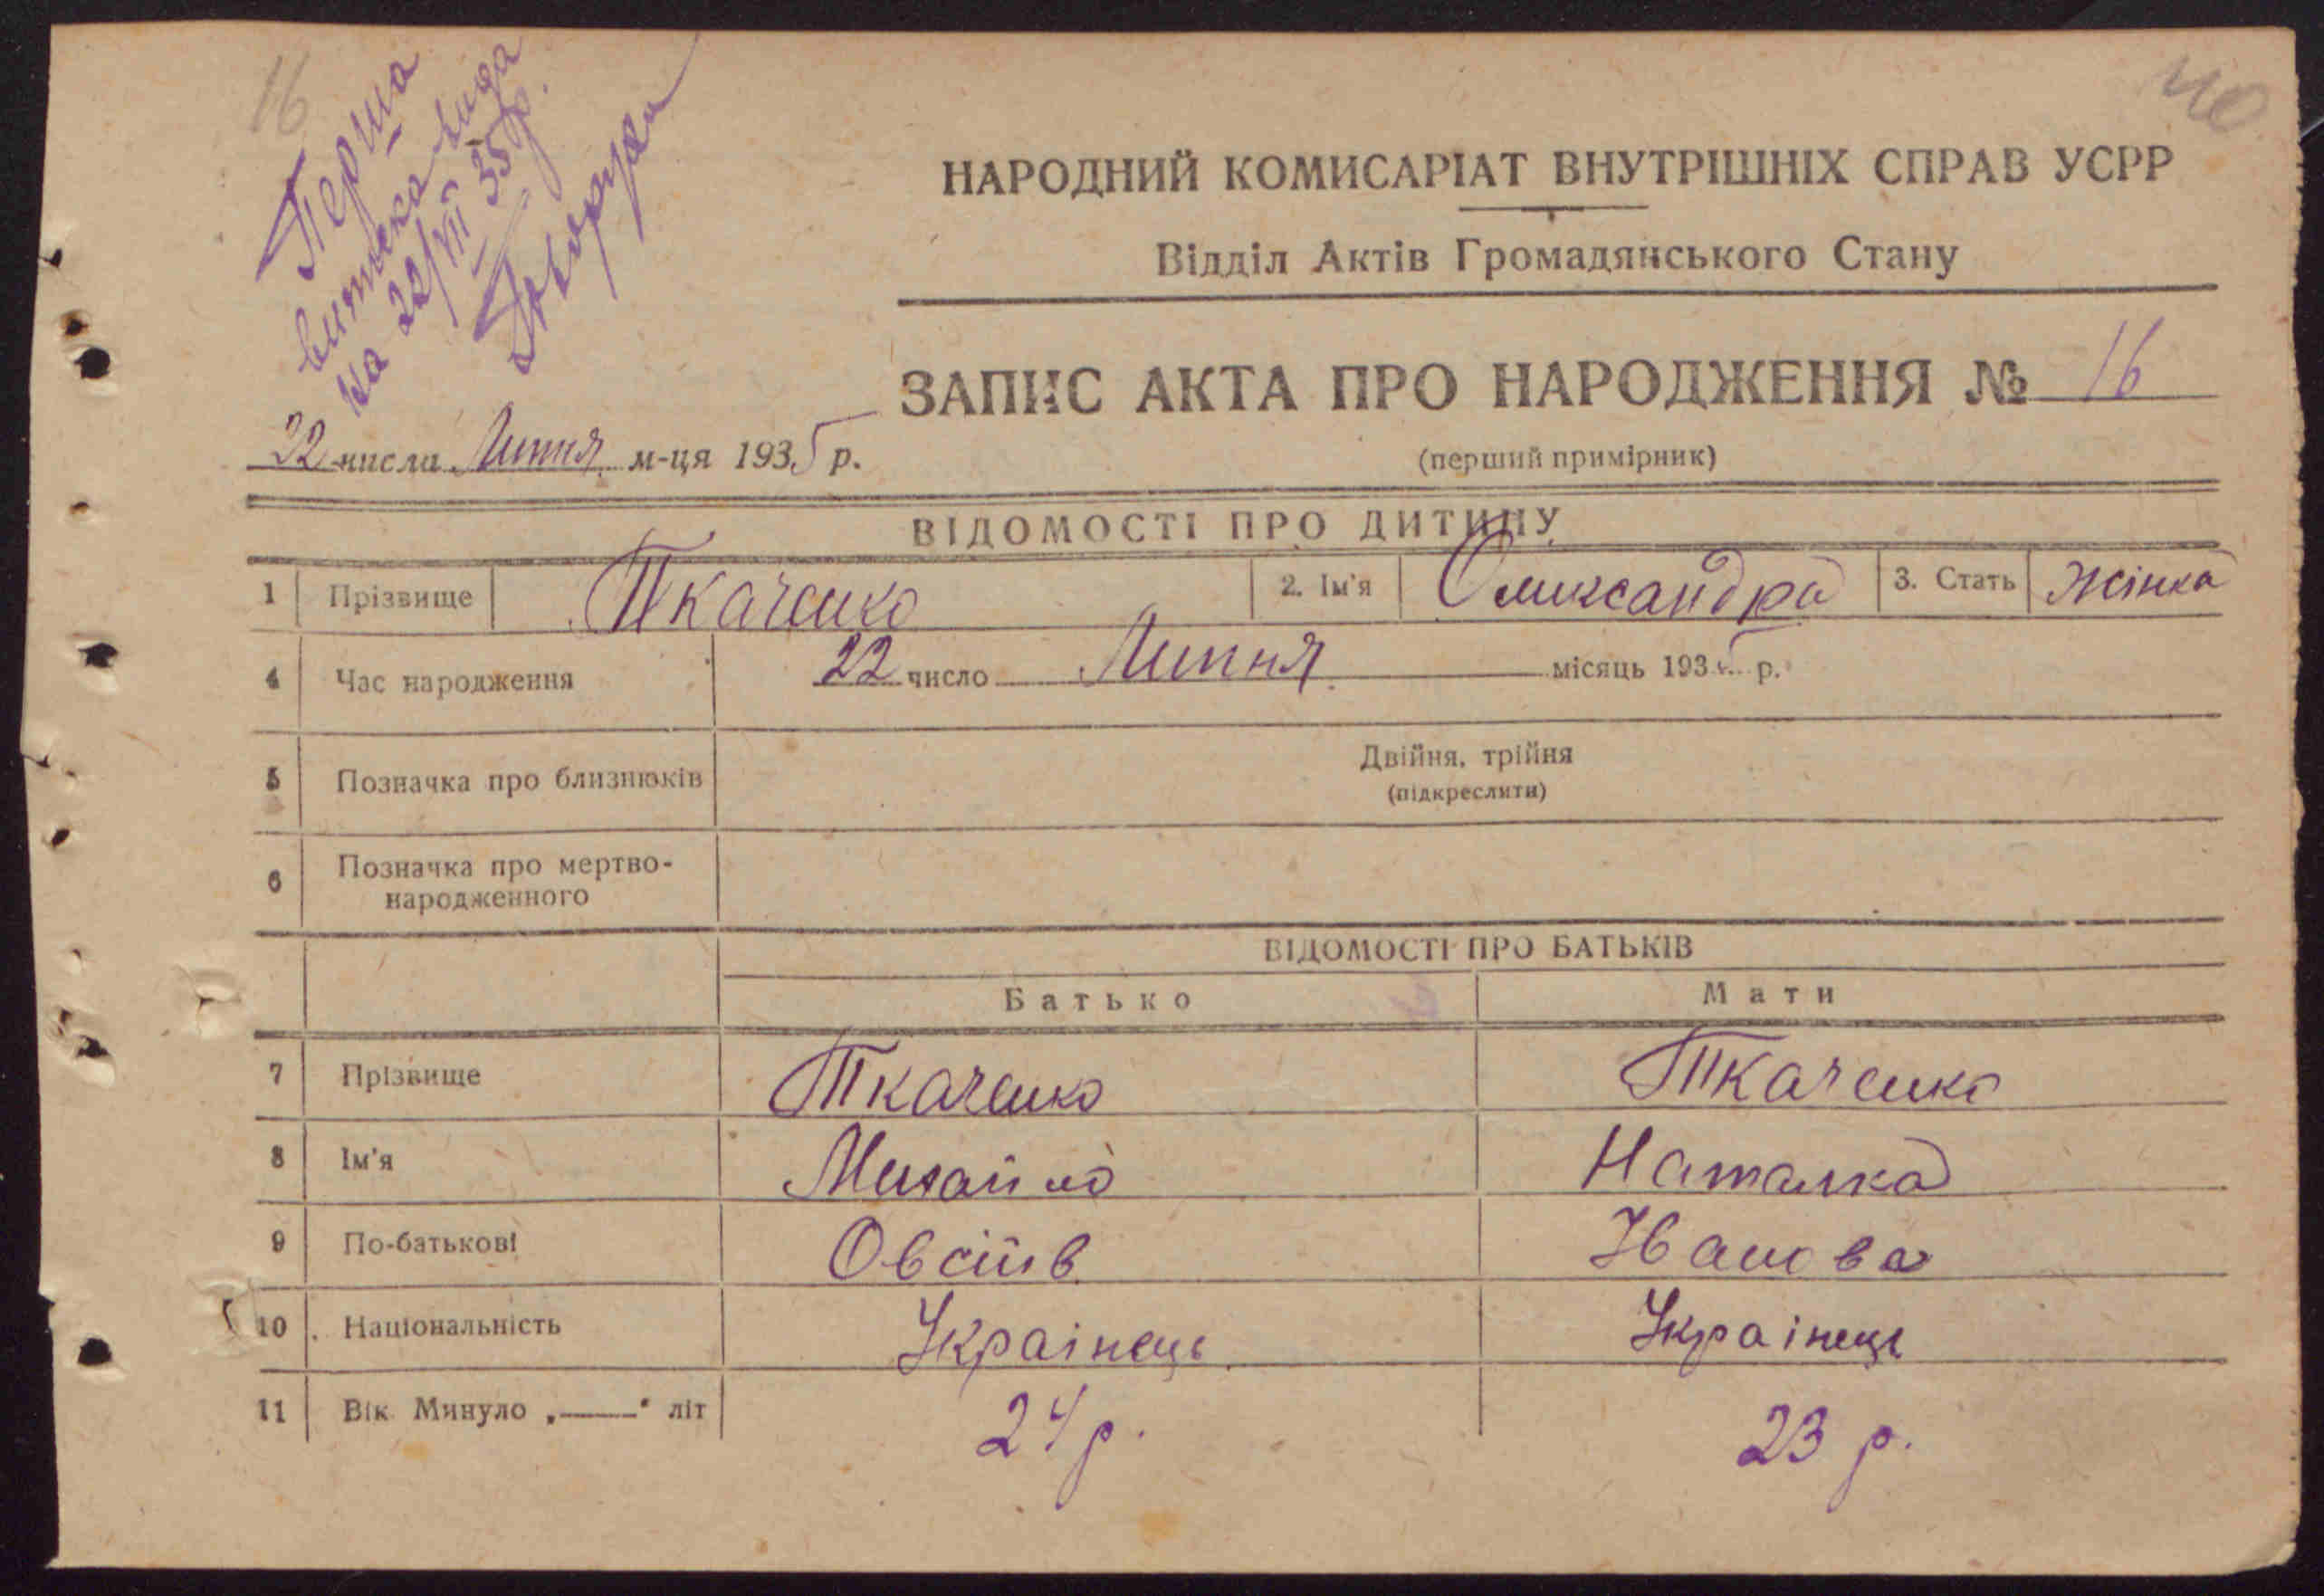 16
Перша
витяска
на 22/VII 35 р.
НАРОДНИЙ КОМИСАРІАТ ВНУТРІШНІХ СПРАВ УСРР
Відділ Актів Громадянського Стану
ЗАПИС АКТА ПРО НАРОДЖЕННЯ № 16
22 числа Липня м-ця 1935 р.
(перший примірник)
ВІДОМОСТІ ПРО ДИТИНУ
1 Прізвище Ткаченко 2. Ім'я Олександра 3. Стать Жінка
4 Час народження 22 число Липня місяць 1935 р.
5 Позначка про близнюків Двійня, трійня
(підкреслити)
6 Позначка про мертво-
народженного
ВІДОМОСТІ ПРО БАТЬКІВ
Батько Мати
7 Прізвище Ткаченко Ткаченко
8 Ім'я Михайло Наталка
9 По-батькові Овсіїв Іванова
10 Національність Українець Українець
11 Вік Минуло „——" літ 24 р. 23 р.